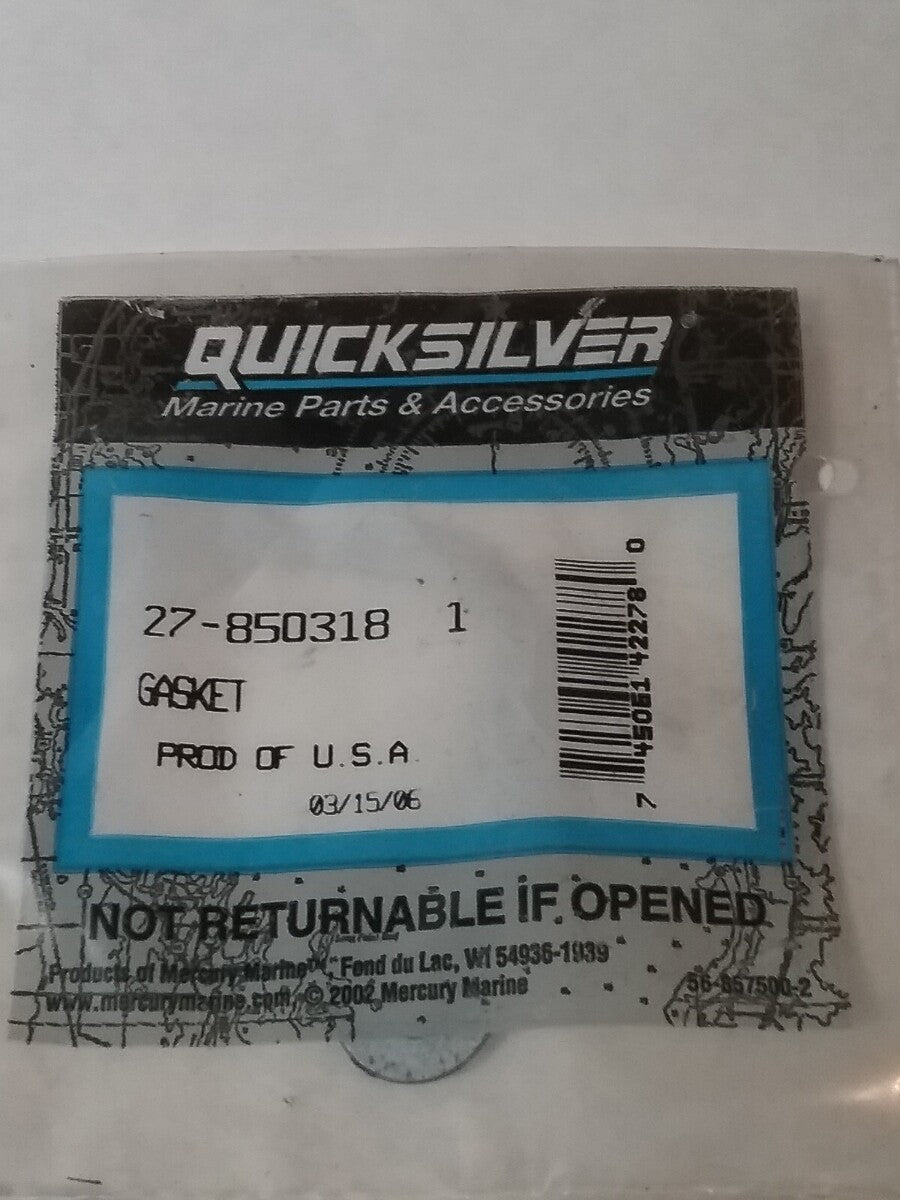 QUICKSILVER®
Marine Parts & Accessories
27-850318 1
GASKET
PROD OF U.S.A.
03/15/06
7 45061 42278 0
NOT RETURNABLE IF OPENED
Products of Mercury Marine™, Fond du Lac, WI 54936-1939
www.mercurymarine.com, © 2002 Mercury Marine
56-857500-2